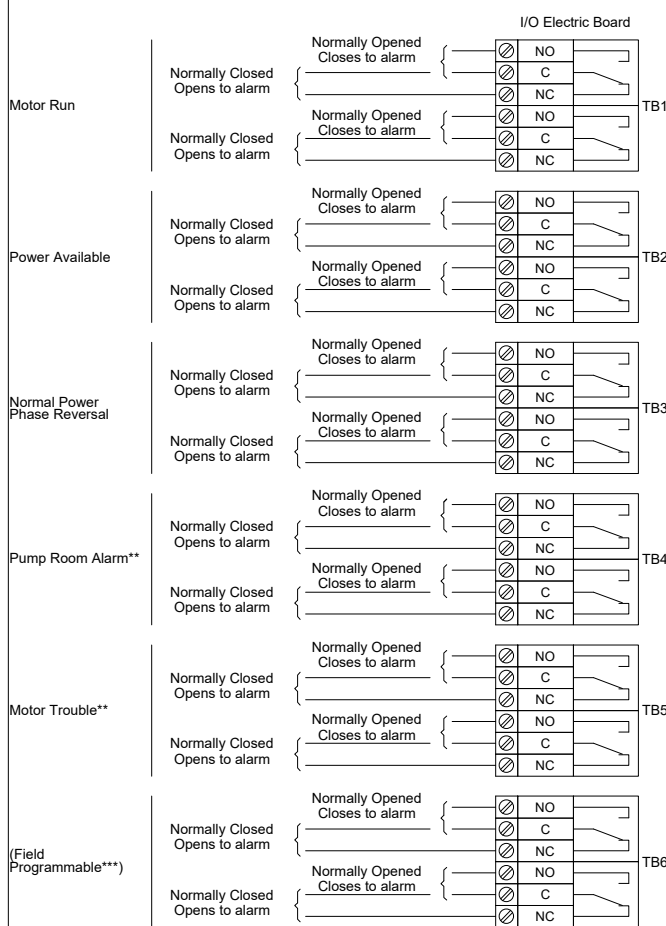 I/O Electric Board
Motor Run
Normally Opened
Closes to alarm
Normally Closed
Opens to alarm
NO
C
NC
Normally Opened
Closes to alarm
Normally Closed
Opens to alarm
NO
C
NC
TB1
Power Available
Normally Opened
Closes to alarm
Normally Closed
Opens to alarm
NO
C
NC
Normally Opened
Closes to alarm
Normally Closed
Opens to alarm
NO
C
NC
TB2
Normal Power
Phase Reversal
Normally Opened
Closes to alarm
Normally Closed
Opens to alarm
NO
C
NC
Normally Opened
Closes to alarm
Normally Closed
Opens to alarm
NO
C
NC
TB3
Pump Room Alarm**
Normally Opened
Closes to alarm
Normally Closed
Opens to alarm
NO
C
NC
Normally Opened
Closes to alarm
Normally Closed
Opens to alarm
NO
C
NC
TB4
Motor Trouble**
Normally Opened
Closes to alarm
Normally Closed
Opens to alarm
NO
C
NC
Normally Opened
Closes to alarm
Normally Closed
Opens to alarm
NO
C
NC
TB5
(Field
Programmable***)
Normally Opened
Closes to alarm
Normally Closed
Opens to alarm
NO
C
NC
Normally Opened
Closes to alarm
Normally Closed
Opens to alarm
NO
C
NC
TB6